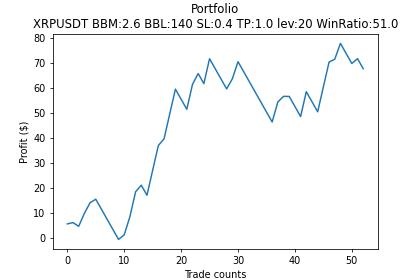 Portfolio
XRPUSDT BBM:2.6 BBL:140 SL:0.4 TP:1.0 lev:20 WinRatio:51.0
80
70
60
50
40
30
20
10
0
Profit ($)
0 10 20 30 40 50
Trade counts